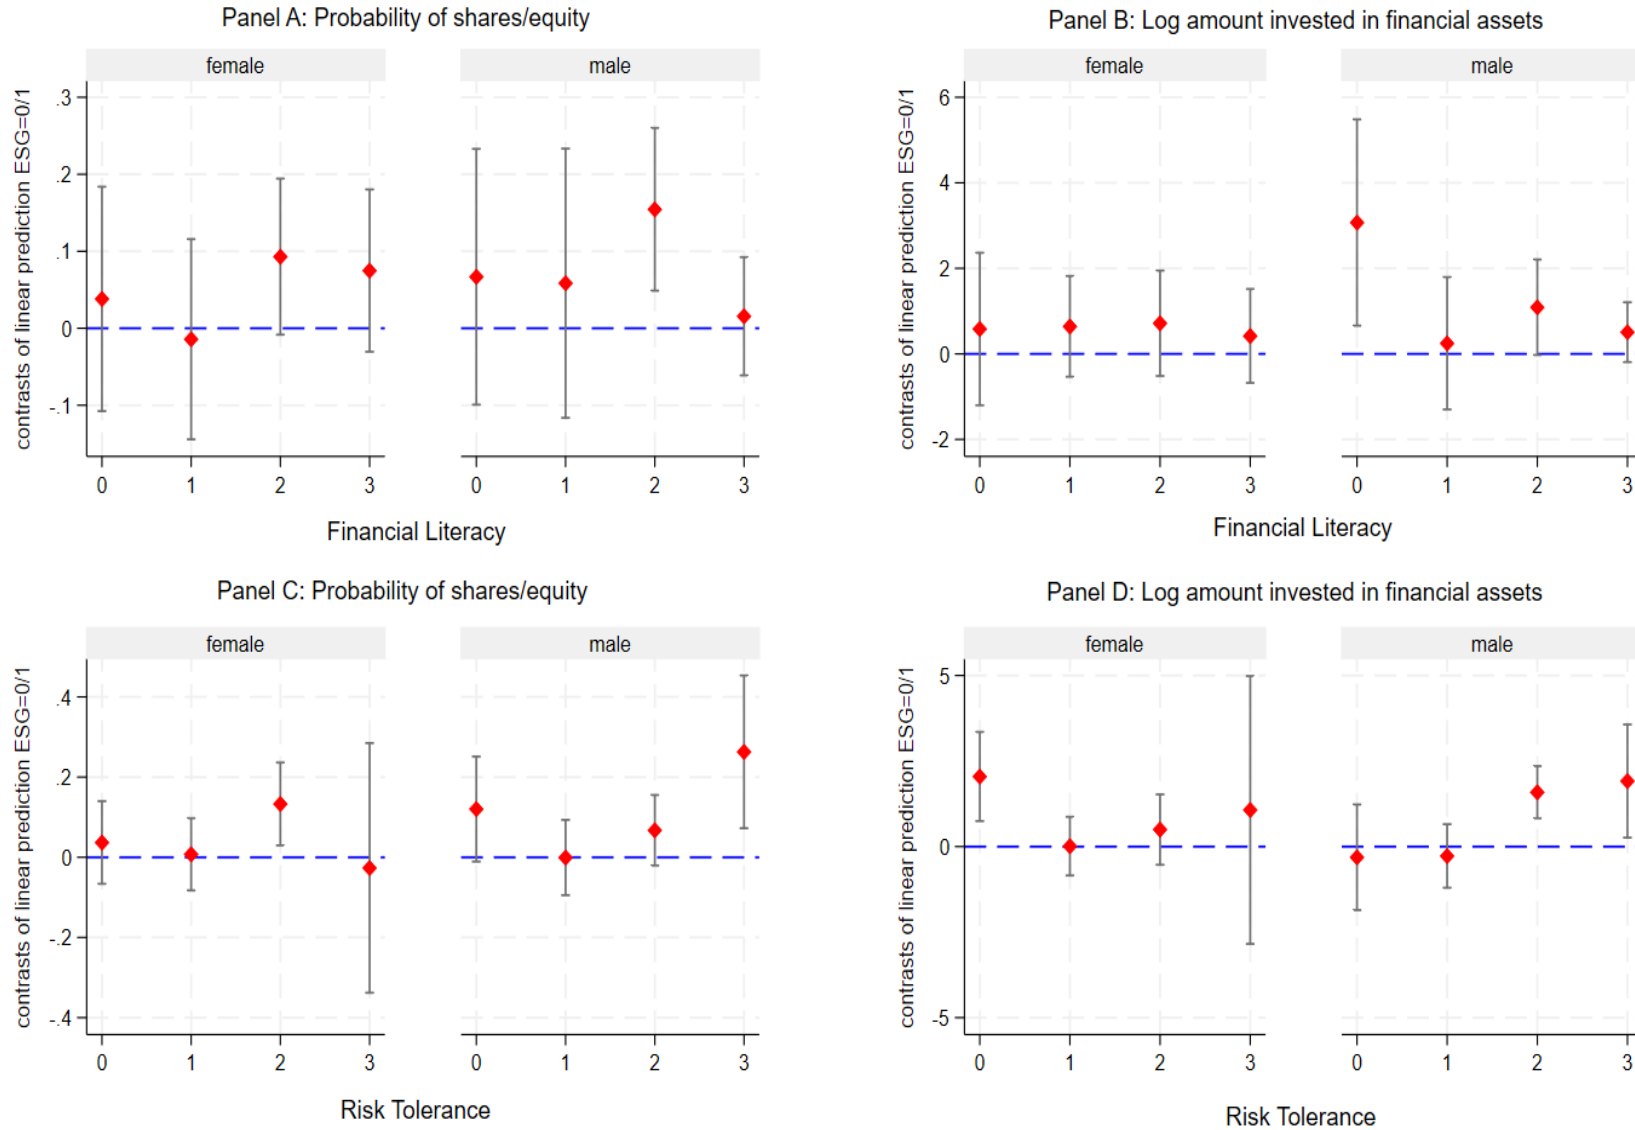 Panel A: Probability of shares/equity
female male
contrasts of linear prediction ESG=0/1
.3
.2
.1
0
-.1
0 1 2 3 0 1 2 3
Financial Literacy
Panel B: Log amount invested in financial assets
female male
contrasts of linear prediction ESG=0/1
6
4
2
0
-2
0 1 2 3 0 1 2 3
Financial Literacy
Panel C: Probability of shares/equity
female male
contrasts of linear prediction ESG=0/1
.4
.2
0
-.2
-.4
0 1 2 3 0 1 2 3
Risk Tolerance
Panel D: Log amount invested in financial assets
female male
contrasts of linear prediction ESG=0/1
5
0
-5
0 1 2 3 0 1 2 3
Risk Tolerance